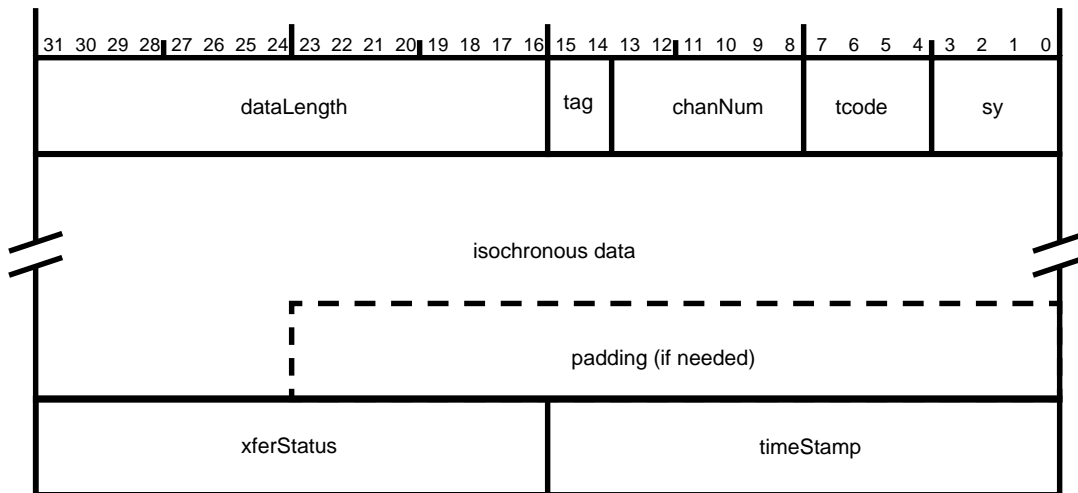 31 30 29 28 27 26 25 24 23 22 21 20 19 18 17 16 15 14 13 12 11 10 9 8 7 6 5 4 3 2 1 0
dataLength tag chanNum tcode sy
isochronous data
padding (if needed)
xferStatus timeStamp